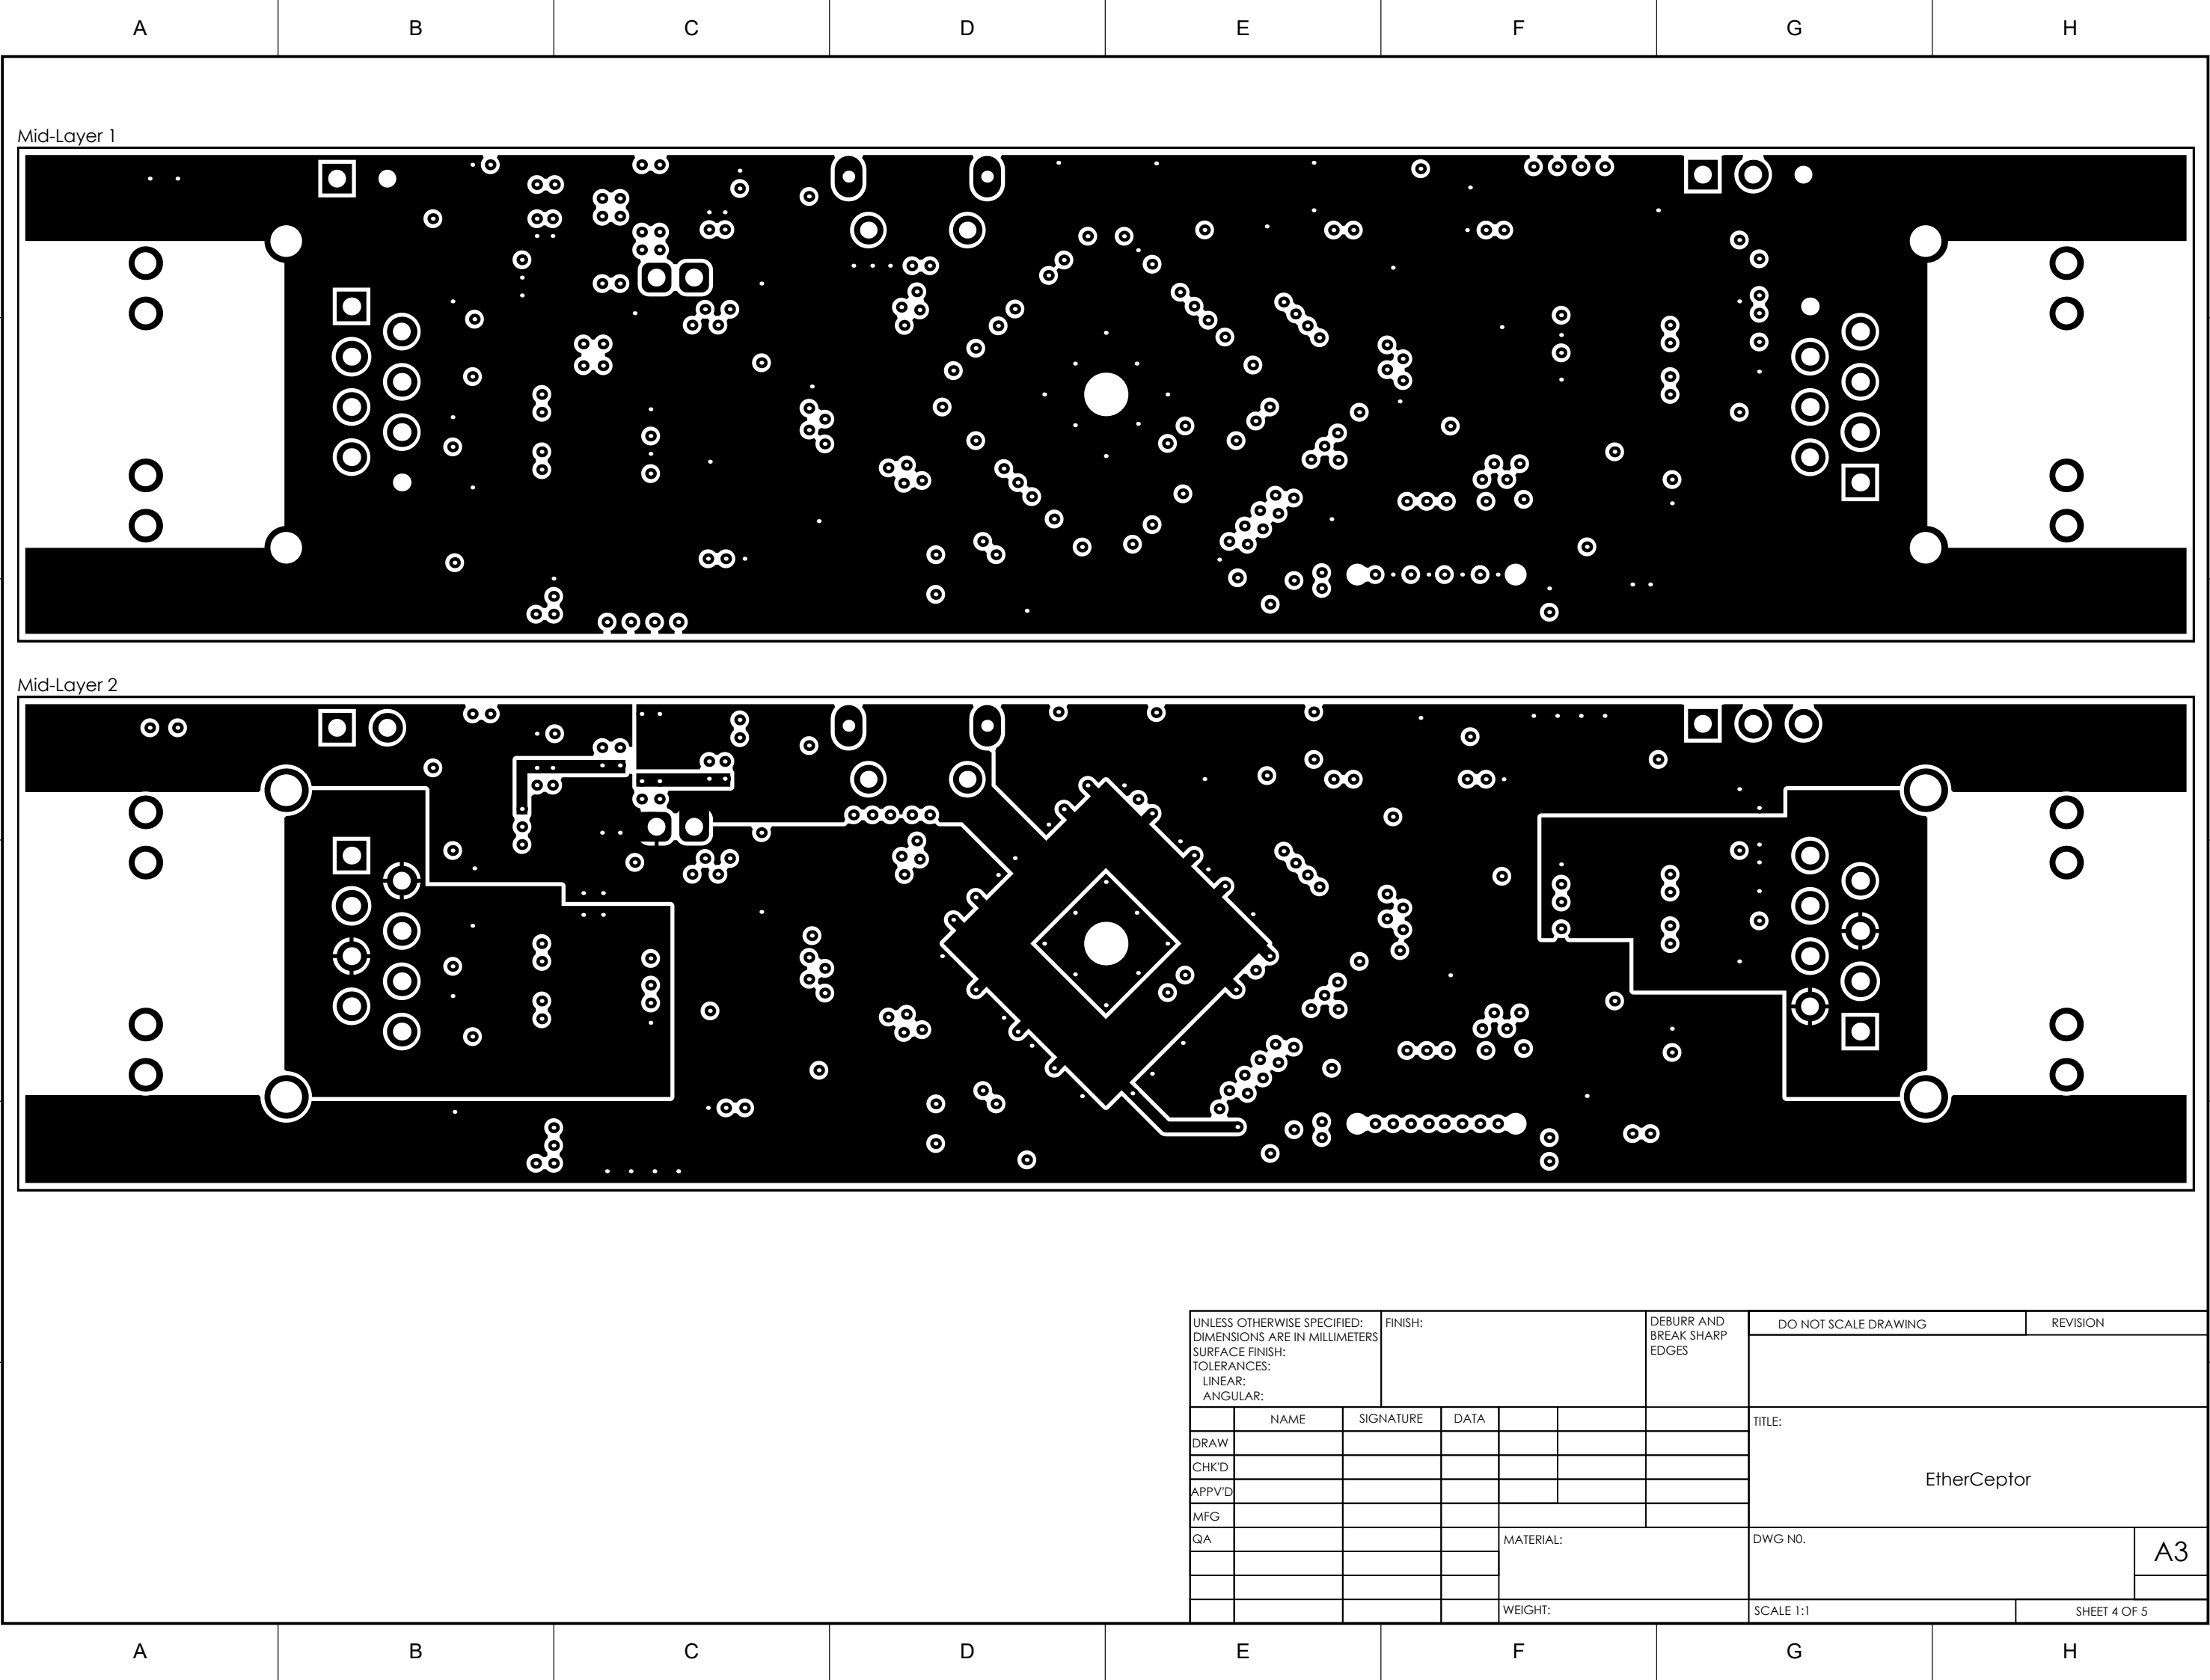 A B C D E F G H
Mid-Layer 1
Mid-Layer 2
UNLESS OTHERWISE SPECIFIED:
DIMENSIONS ARE IN MILLIMETERS
SURFACE FINISH:
TOLERANCES:
LINEAR:
ANGULAR:
FINISH:
DEBURR AND
BREAK SHARP
EDGES
DO NOT SCALE DRAWING
REVISION
NAME SIGNATURE DATA
DRAW
CHK'D
APPV'D
MFG
QA
TITLE:
EtherCeptor
MATERIAL:
DWG N0.
A3
WEIGHT:
SCALE 1:1
SHEET 4 OF 5
A B C D E F G H